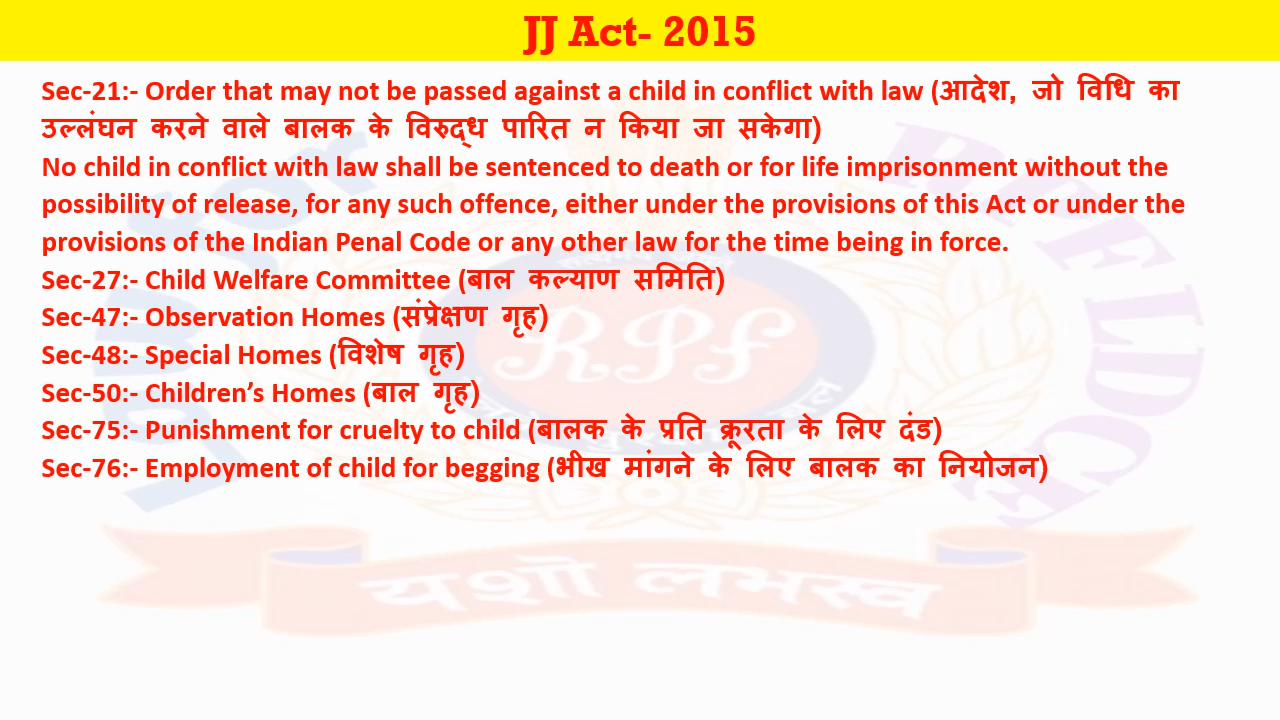 JJ Act- 2015
Sec-21:- Order that may not be passed against a child in conflict with law (आदेश, जो विधि का
उल्लंघन करने वाले बालक के विरुद्ध पारित न किया जा सकेगा)
No child in conflict with law shall be sentenced to death or for life imprisonment without the
possibility of release, for any such offence, either under the provisions of this Act or under the
provisions of the Indian Penal Code or any other law for the time being in force.
Sec-27:- Child Welfare Committee (बाल कल्याण समिति)
Sec-47:- Observation Homes (संप्रेक्षण गृह)
Sec-48:- Special Homes (विशेष गृह)
Sec-50:- Children’s Homes (बाल गृह)
Sec-75:- Punishment for cruelty to child (बालक के प्रति क्रूरता के लिए दंड)
Sec-76:- Employment of child for begging (भीख मांगने के लिए बालक का नियोजन)
RPF
यशो लभस्व